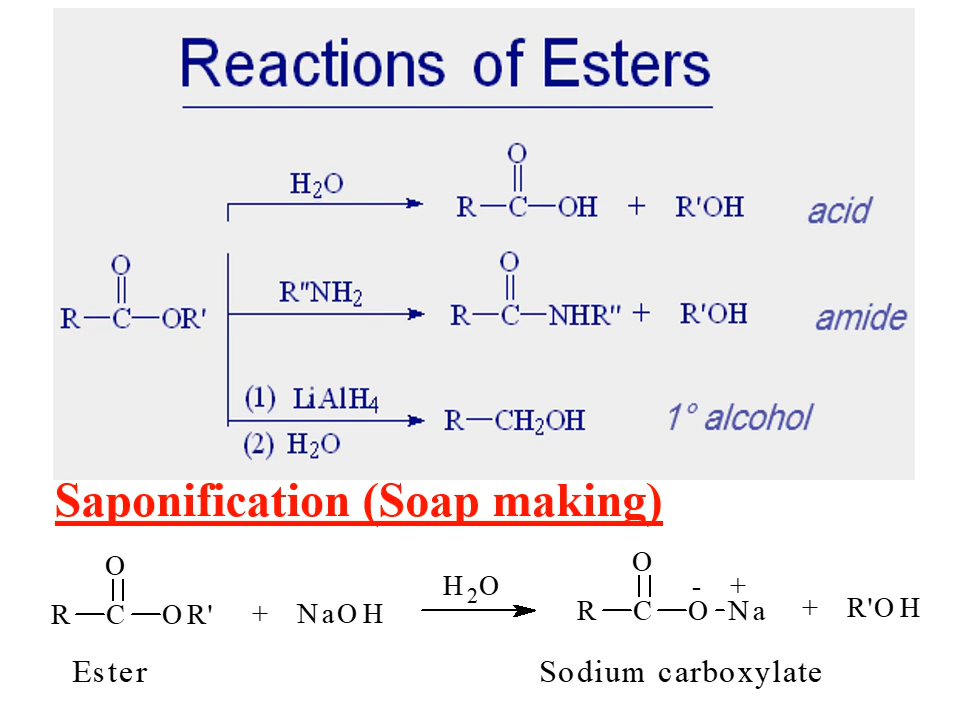 Reactions of Esters
O
H₂O
R—C—OH + R'OH acid
O
O
R"NH₂
R—C—OR'
R—C—NHR" + R'OH amide
(1) LiAlH₄
R—CH₂OH 1° alcohol
(2) H₂O
Saponification (Soap making)
O
O
H₂O
- +
R—C—OR' + NaOH
R—C—O-Na + R'OH
Ester
Sodium carboxylate